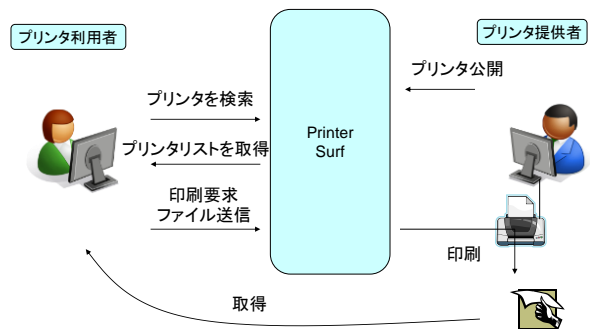 プリンタ利用者
プリンタ提供者
プリンタ公開
プリンタを検索
Printer
Surf
プリンタリストを取得
印刷要求
ファイル送信
印刷
取得